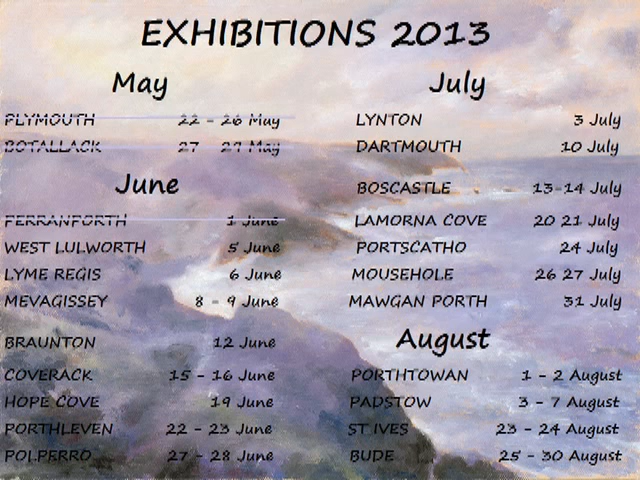 EXHIBITIONS 2013
May
PLYMOUTH 22 - 26 May
BOTALLACK 27 - 29 May
June
PERRANPORTH 1 June
WEST LULWORTH 5 June
LYME REGIS 6 June
MEVAGISSEY 8 - 9 June
BRAUNTON 12 June
COVERACK 15 - 16 June
HOPE COVE 19 June
PORTHLEVEN 22 - 23 June
POLPERRO 27 - 28 June
July
LYNTON 3 July
DARTMOUTH 10 July
BOSCASTLE 13-14 July
LAMORNA COVE 20 21 July
PORTSCATHO 24 July
MOUSEHOLE 26 27 July
MAWGAN PORTH 31 July
August
PORTHTOWAN 1 - 2 August
PADSTOW 3 - 7 August
ST IVES 23 - 24 August
BUDE 25 - 30 August